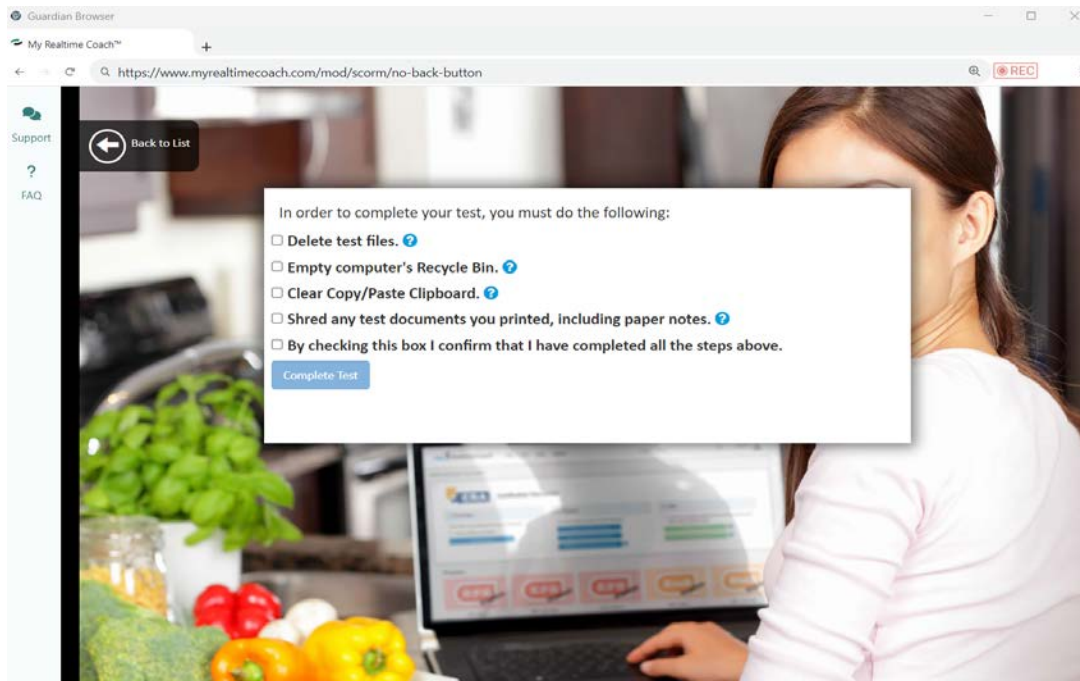 Guardian Browser
My Realtime Coach™
https://www.myrealtimecoach.com/mod/scorm/no-back-button
REC
Support
Back to List
?
FAQ
In order to complete your test, you must do the following:
Delete test files. ?
Empty computer's Recycle Bin. ?
Clear Copy/Paste Clipboard. ?
Shred any test documents you printed, including paper notes. ?
By checking this box I confirm that I have completed all the steps above.
Complete Test